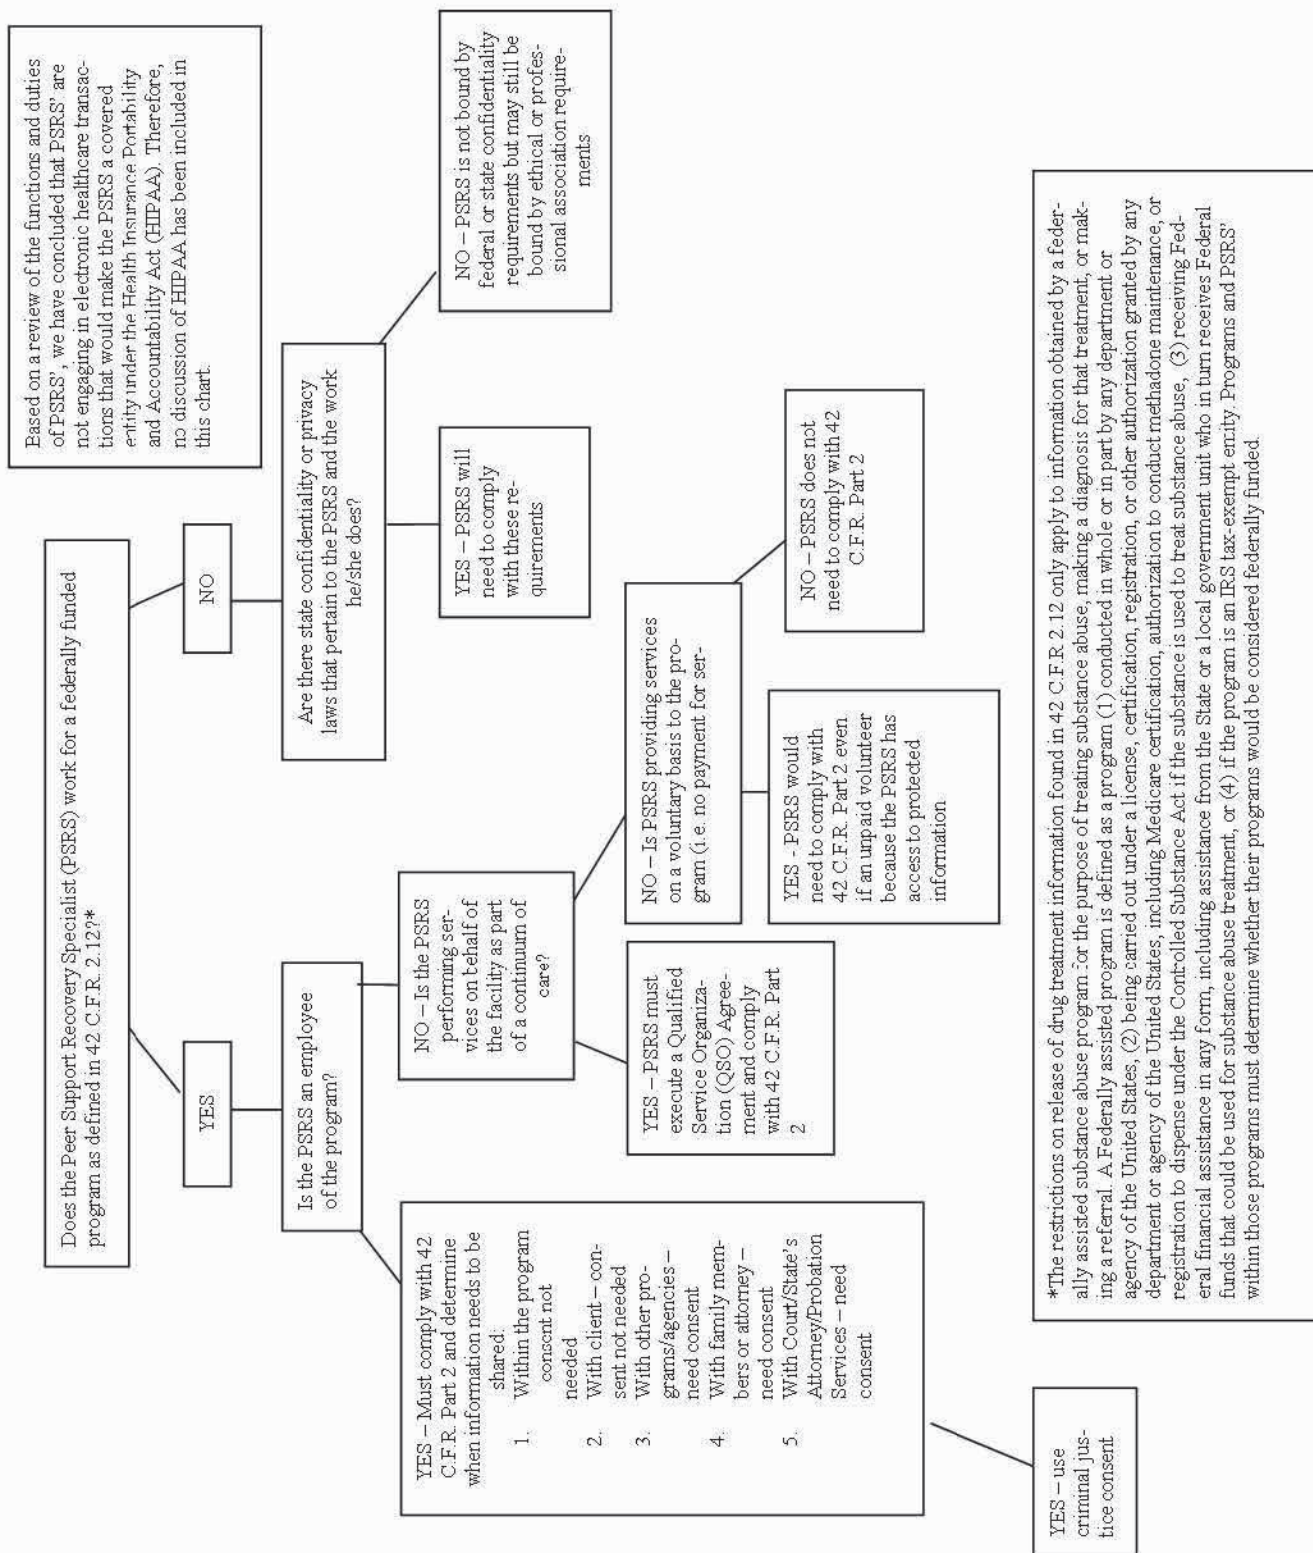 Does the Peer Support Recovery Specialist (PSRS) work for a federally funded
program as defined in 42 C.F.R. 2.12?*
Based on a review of the functions and duties
of PSRS', we have concluded that PSRS' are
not engaging in electronic healthcare transac-
tions that would make the PSRS a covered
entity under the Health Insurance Portability
and Accountability Act (HIPAA). Therefore,
no discussion of HIPAA has been included in
this chart.
YES
NO
Is the PSRS an employee
of the program?
Are there state confidentiality or privacy
laws that pertain to the PSRS and the work
he/she does?
YES – Must comply with 42
C.F.R. Part 2 and determine
when information needs to be
shared:
1. Within the program
consent not
needed
2. With client – con-
sent not needed
3. With other pro-
grams/agencies –
need consent
4. With family mem-
bers or attorney –
need consent
5. With Court/State's
Attorney/Probation
Services – need
consent
NO – Is the PSRS
performing ser-
vices on behalf of
the facility as part
of a continuum of
care?
YES – PSRS will
need to comply
with these re-
quirements
NO – PSRS is not bound by
federal or state confidentiality
requirements but may still be
bound by ethical or profes-
sional association require-
ments
YES – PSRS must
execute a Qualified
Service Organiza-
tion (QSO) Agree-
ment and comply
with 42 C.F.R. Part
2
NO – Is PSRS providing services
on a voluntary basis to the pro-
gram (i.e. no payment for ser-
YES - PSRS would
need to comply with
42 C.F.R. Part 2 even
if an unpaid volunteer
because the PSRS has
access to protected
information
NO – PSRS does not
need to comply with 42
C.F.R. Part 2
YES – use
criminal jus-
tice consent
*The restrictions on release of drug treatment information found in 42 C.F.R 2.12 only apply to information obtained by a feder-
ally assisted substance abuse program for the purpose of treating substance abuse, making a diagnosis for that treatment, or mak-
ing a referral. A Federally assisted program is defined as a program (1) conducted in whole or in part by any department or
agency of the United States, (2) being carried out under a license, certification, registration, or other authorization granted by any
department or agency of the United States, including Medicare certification, authorization to conduct methadone maintenance, or
registration to dispense under the Controlled Substance Act if the substance is used to treat substance abuse, (3) receiving Fed-
eral financial assistance in any form, including assistance from the State or a local government unit who in turn receives Federal
funds that could be used for substance abuse treatment, or (4) if the program is an IRS tax-exempt entity. Programs and PSRS'
within those programs must determine whether their programs would be considered federally funded.